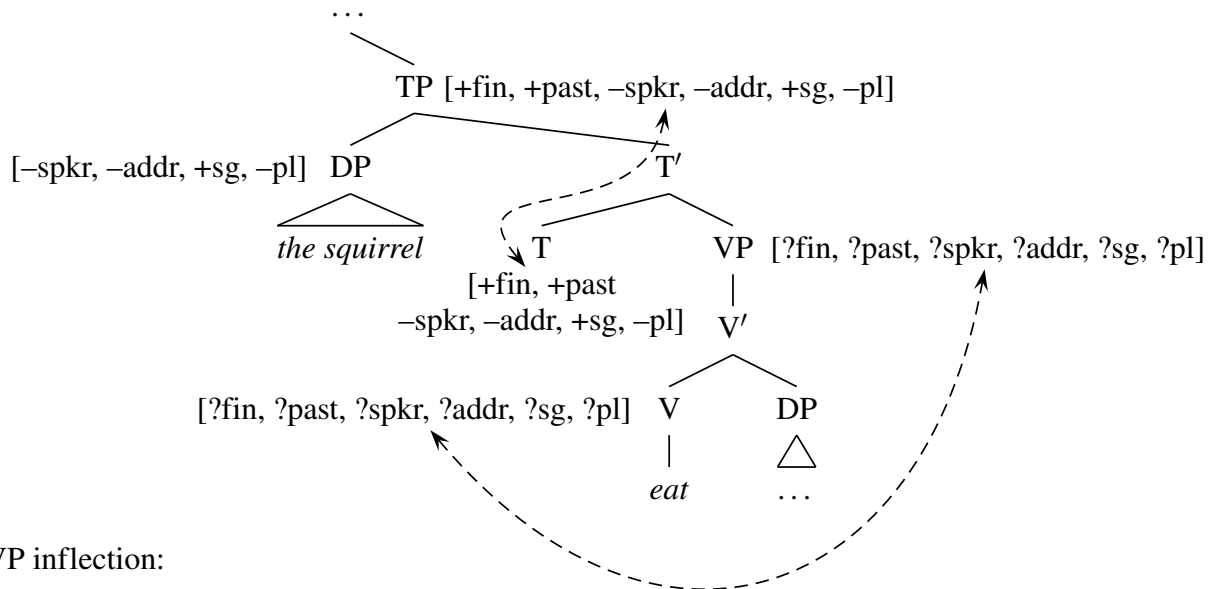 ...
TP [+fin, +past, –spkr, –addr, +sg, –pl]
[–spkr, –addr, +sg, –pl] DP T′
the squirrel T VP [?fin, ?past, ?spkr, ?addr, ?sg, ?pl]
[+fin, +past
–spkr, –addr, +sg, –pl] V′
[?fin, ?past, ?spkr, ?addr, ?sg, ?pl] V DP
eat ...
VP inflection: